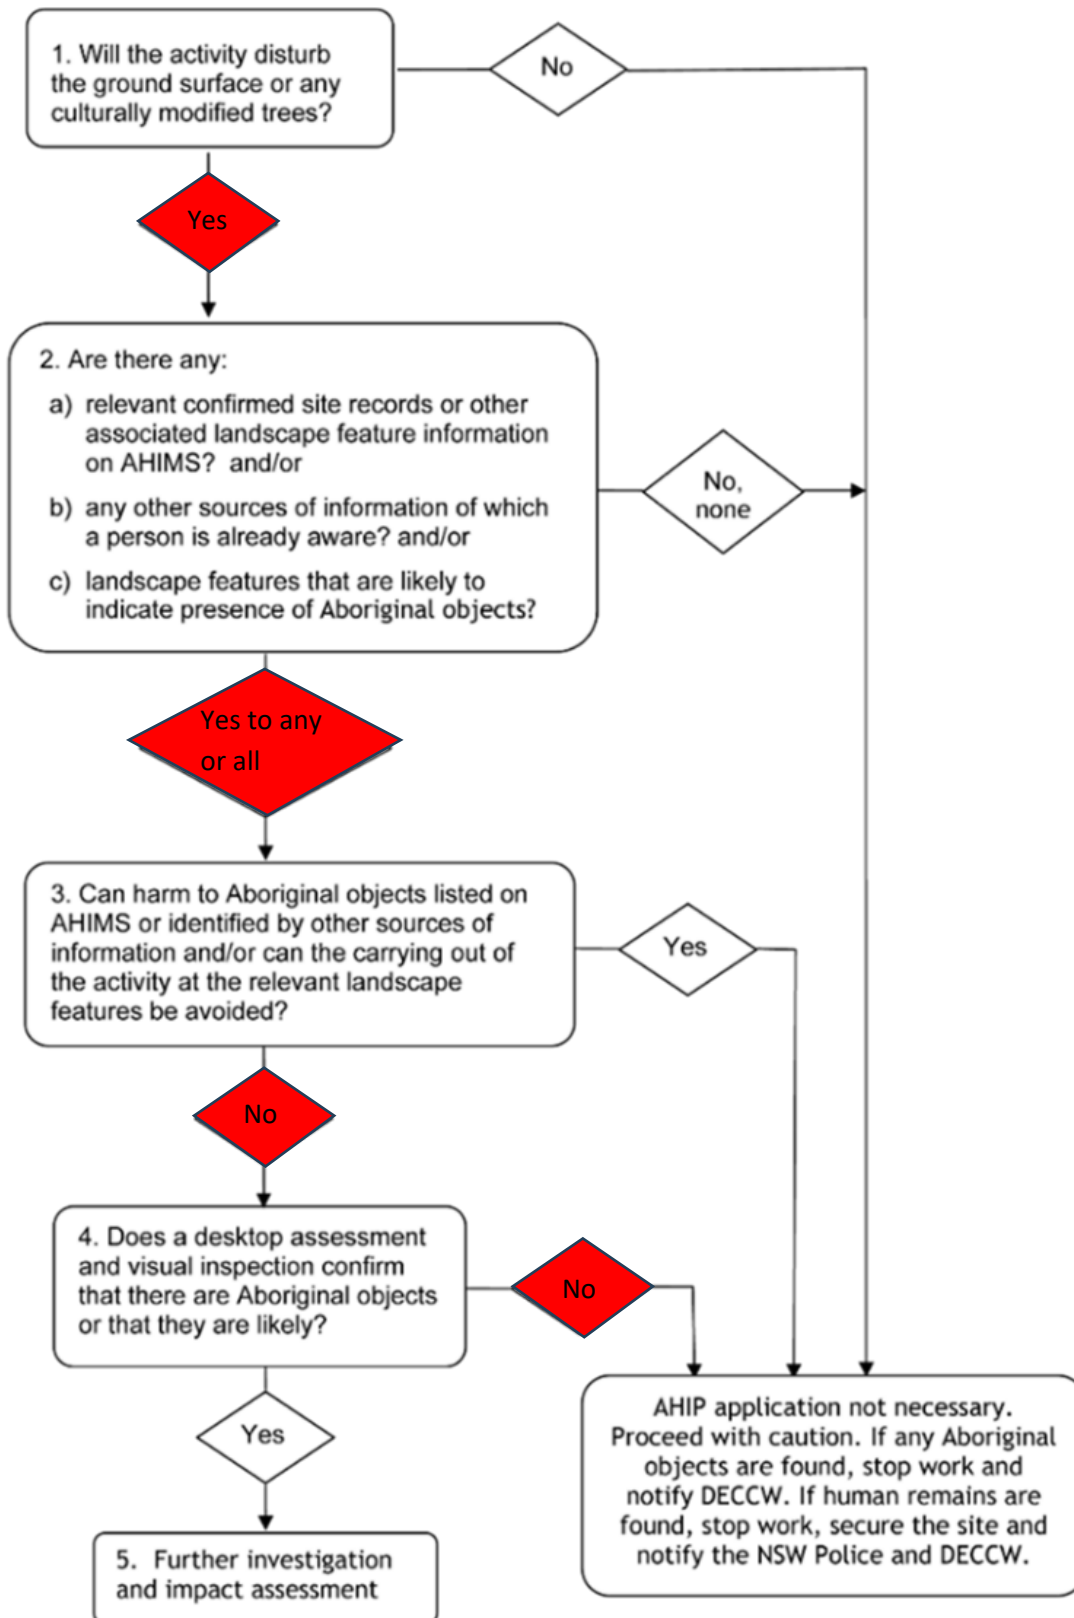 1. Will the activity disturb
the ground surface or any
culturally modified trees?
No
Yes
2. Are there any:
a) relevant confirmed site records or other
associated landscape feature information
on AHIMS? and/or
b) any other sources of information of which
a person is already aware? and/or
c) landscape features that are likely to
indicate presence of Aboriginal objects?
No,
none
Yes to any
or all
3. Can harm to Aboriginal objects listed on
AHIMS or identified by other sources of
information and/or can the carrying out of
the activity at the relevant landscape
features be avoided?
Yes
No
4. Does a desktop assessment
and visual inspection confirm
that there are Aboriginal objects
or that they are likely?
No
Yes
AHIP application not necessary.
Proceed with caution. If any Aboriginal
objects are found, stop work and
notify DECCW. If human remains are
found, stop work, secure the site and
notify the NSW Police and DECCW.
5. Further investigation
and impact assessment